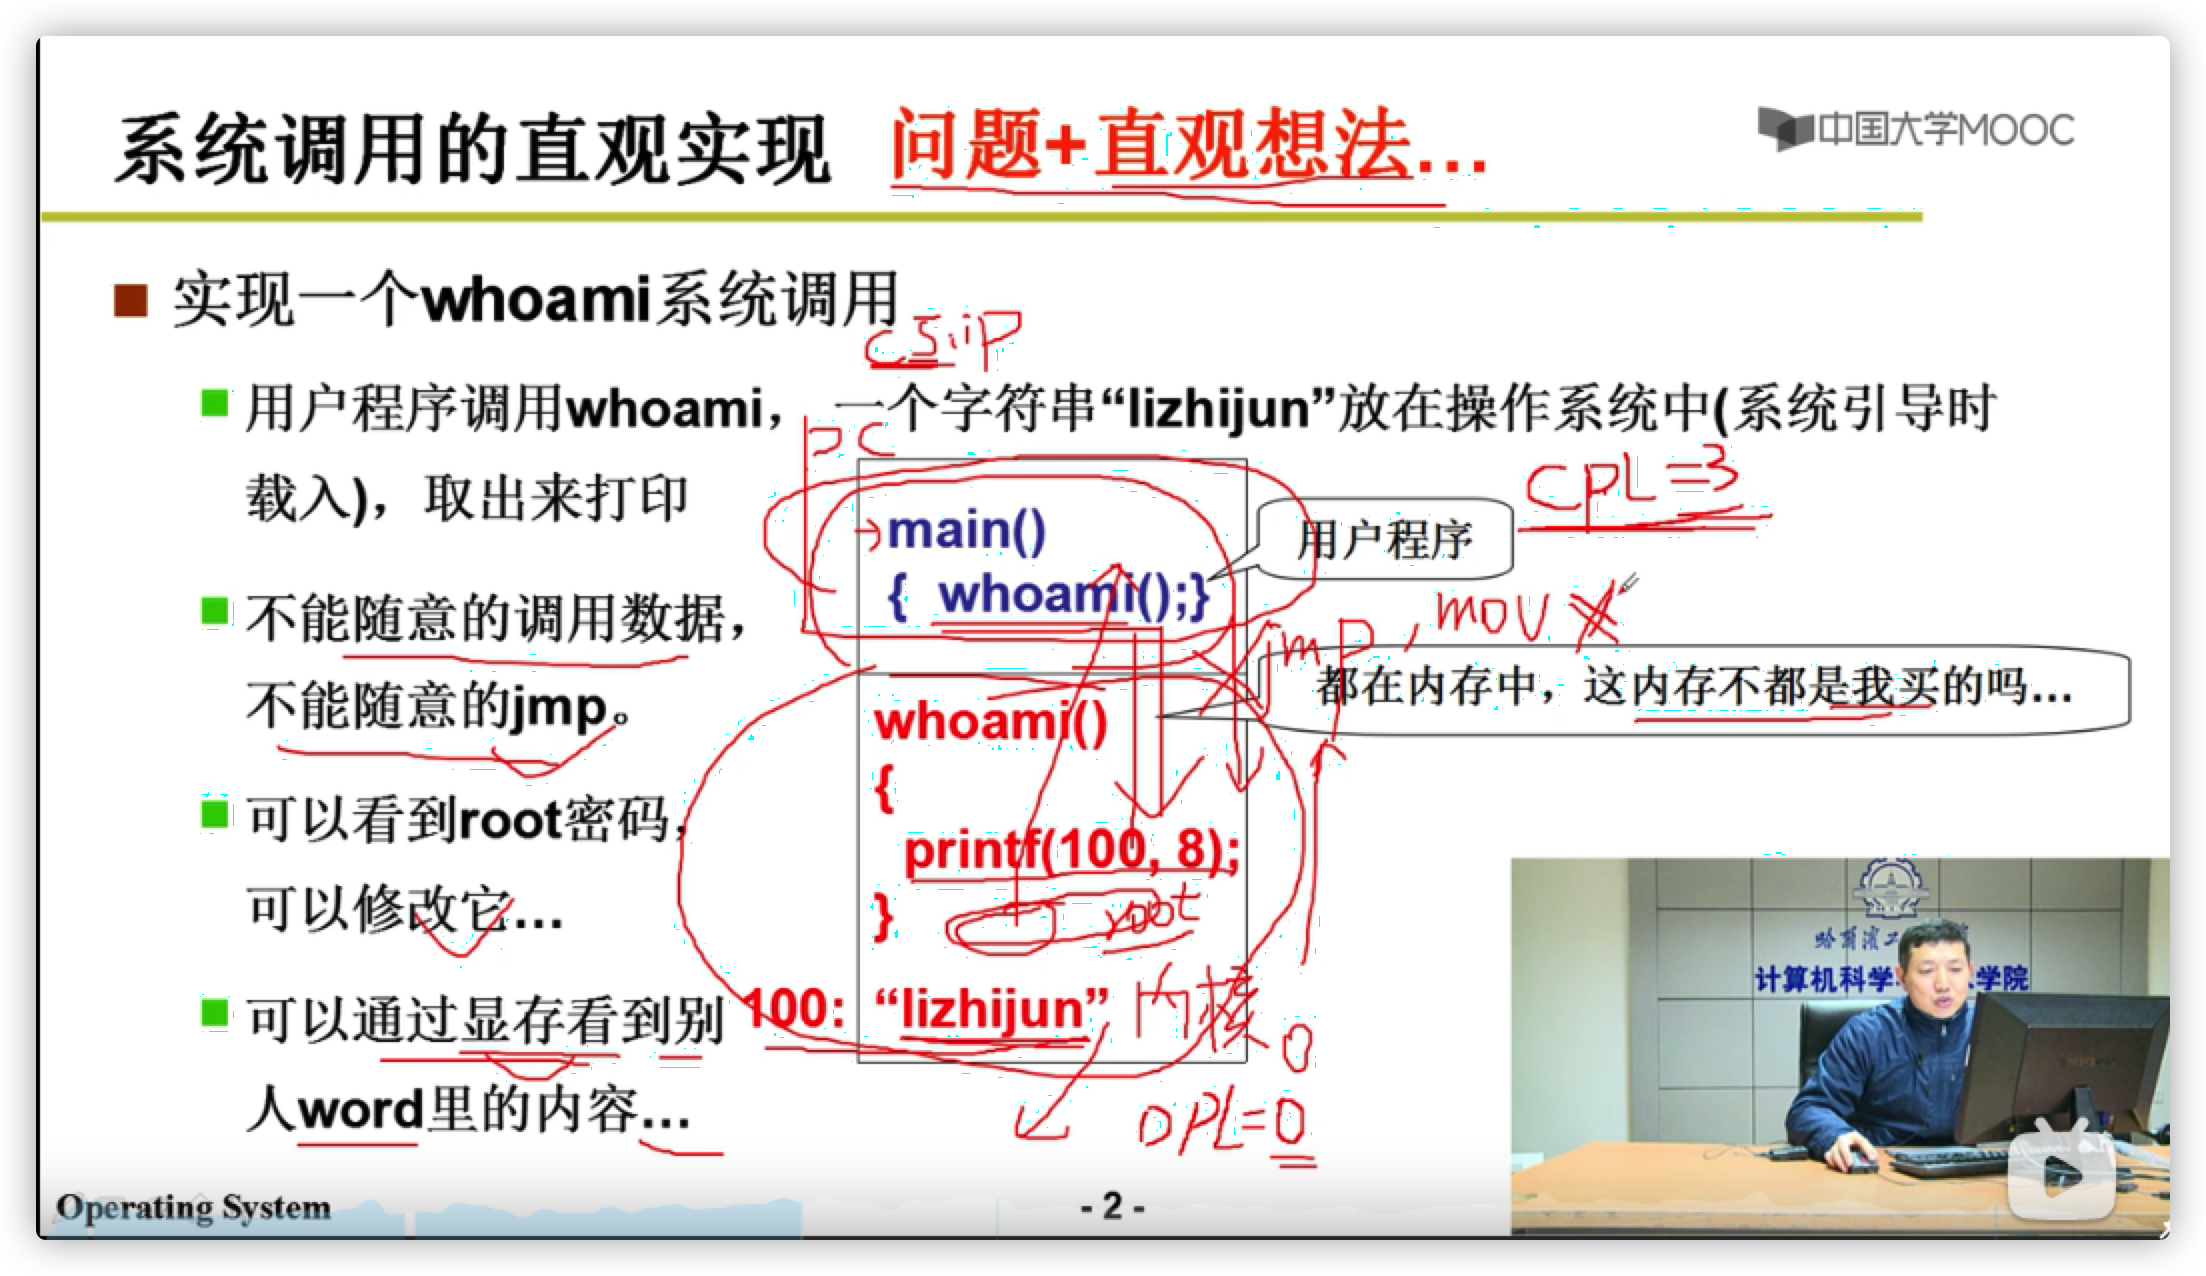 系统调用的直观实现 问题+直观想法...
中国大学MOOC
实现一个whoami系统调用
CS:IP
用户程序调用whoami， 一个字符串“lizhijun”放在操作系统中(系统引导时
载入)，取出来打印
PC
CPL=3
main()
{ whoami();}
用户程序
jmp, mov
不能随意的调用数据，
不能随意的jmp。
都在内存中，这内存不都是我买的吗...
whoami()
{
printf(100, 8);
}
root
可以看到root密码，
可以修改它...
100: “lizhijun”
内核
0
DPL=0
可以通过显存看到别
人word里的内容...
计算机科学
学院
Operating System
- 2 -